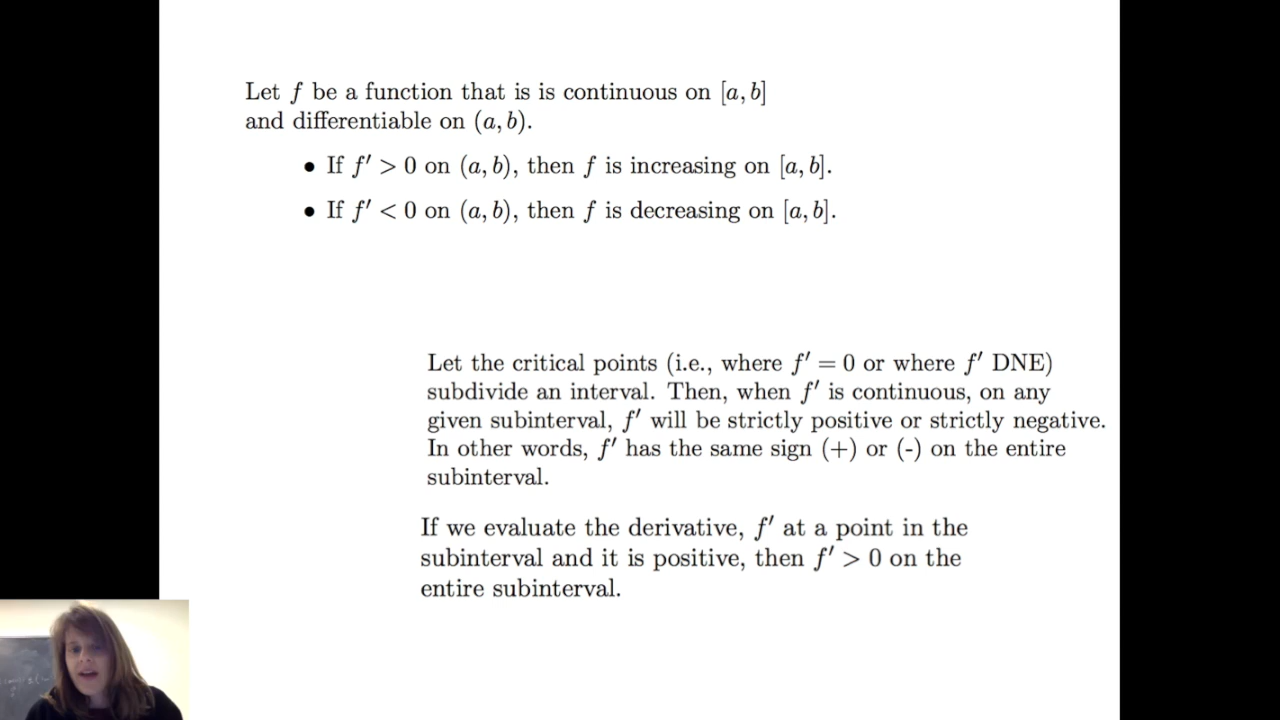 Let f be a function that is is continuous on [a, b]
and differentiable on (a, b).
• If f′ > 0 on (a, b), then f is increasing on [a, b].
• If f′ < 0 on (a, b), then f is decreasing on [a, b].
Let the critical points (i.e., where f′ = 0 or where f′ DNE)
subdivide an interval. Then, when f′ is continuous, on any
given subinterval, f′ will be strictly positive or strictly negative.
In other words, f′ has the same sign (+) or (-) on the entire
subinterval.
If we evaluate the derivative, f′ at a point in the
subinterval and it is positive, then f′ > 0 on the
entire subinterval.